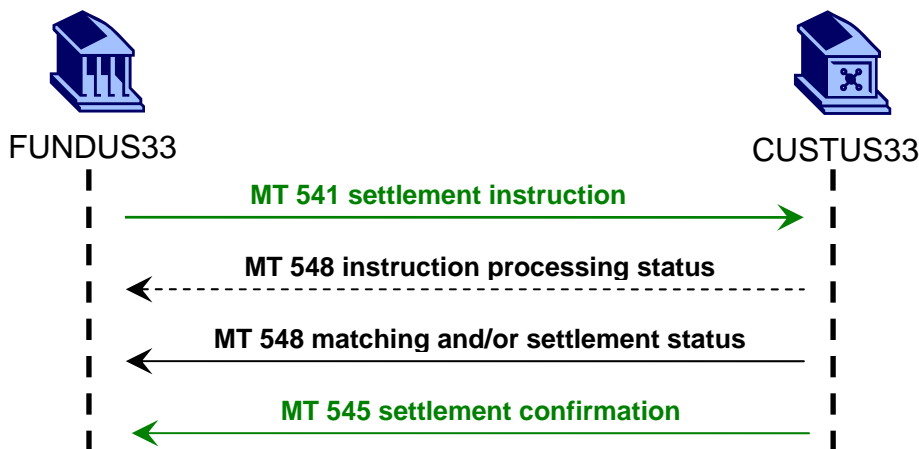 FUNDUS33
CUSTUS33
MT 541 settlement instruction
MT 548 instruction processing status
MT 548 matching and/or settlement status
MT 545 settlement confirmation